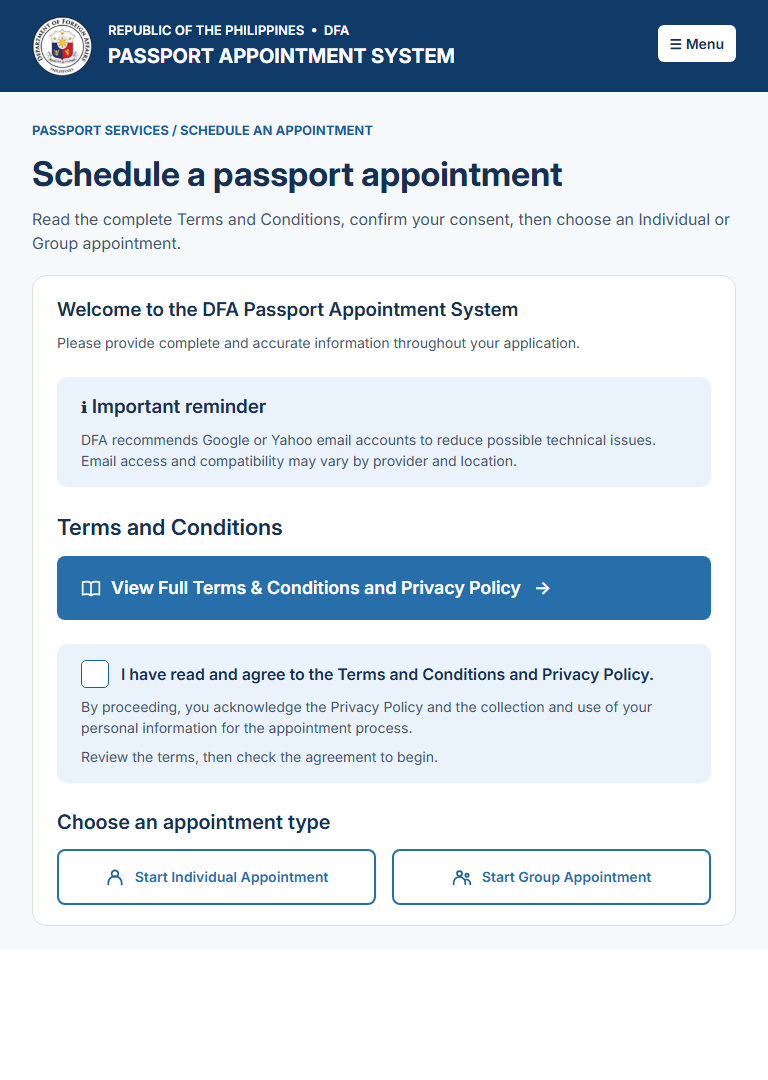 DEPARTMENT OF FOREIGN AFFAIRS
PHILIPPINES
REPUBLIC OF THE PHILIPPINES • DFA
PASSPORT APPOINTMENT SYSTEM
☰ Menu
PASSPORT SERVICES / SCHEDULE AN APPOINTMENT
Schedule a passport appointment
Read the complete Terms and Conditions, confirm your consent, then choose an Individual or
Group appointment.
Welcome to the DFA Passport Appointment System
Please provide complete and accurate information throughout your application.
ℹ Important reminder
DFA recommends Google or Yahoo email accounts to reduce possible technical issues.
Email access and compatibility may vary by provider and location.
Terms and Conditions
View Full Terms & Conditions and Privacy Policy →
I have read and agree to the Terms and Conditions and Privacy Policy.
By proceeding, you acknowledge the Privacy Policy and the collection and use of your
personal information for the appointment process.
Review the terms, then check the agreement to begin.
Choose an appointment type
Start Individual Appointment
Start Group Appointment